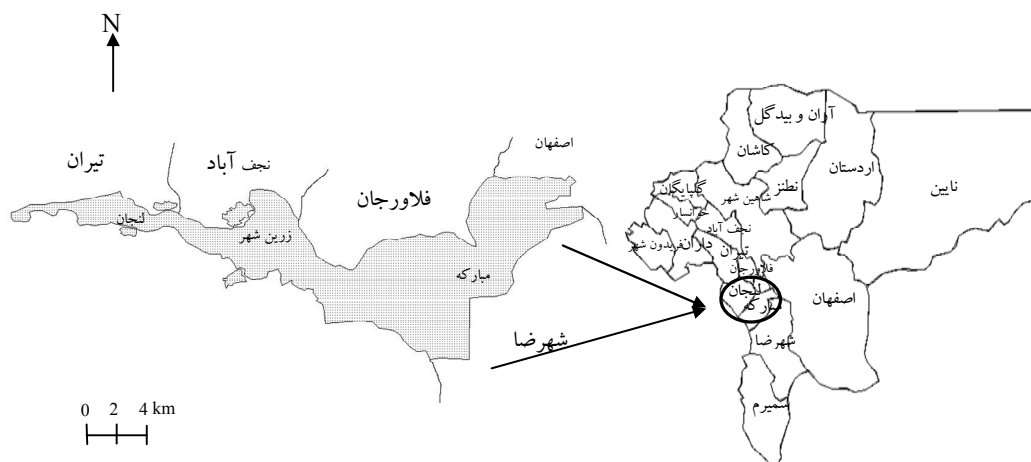 N
اصفهان
تیران
نجف آباد
فلاورجان
لنجان
زرین شهر
مبارکه
شهرضا
0 2 4 km
آران و بیدگل
کاشان
اردستان
نطنز
نایین
گلپایگان
شاهین شهر
خوانسار
نجف آباد
فریدون شهر
داران
تیران
فلاورجان
لنجان
اصفهان
شهرضا
سمیرم